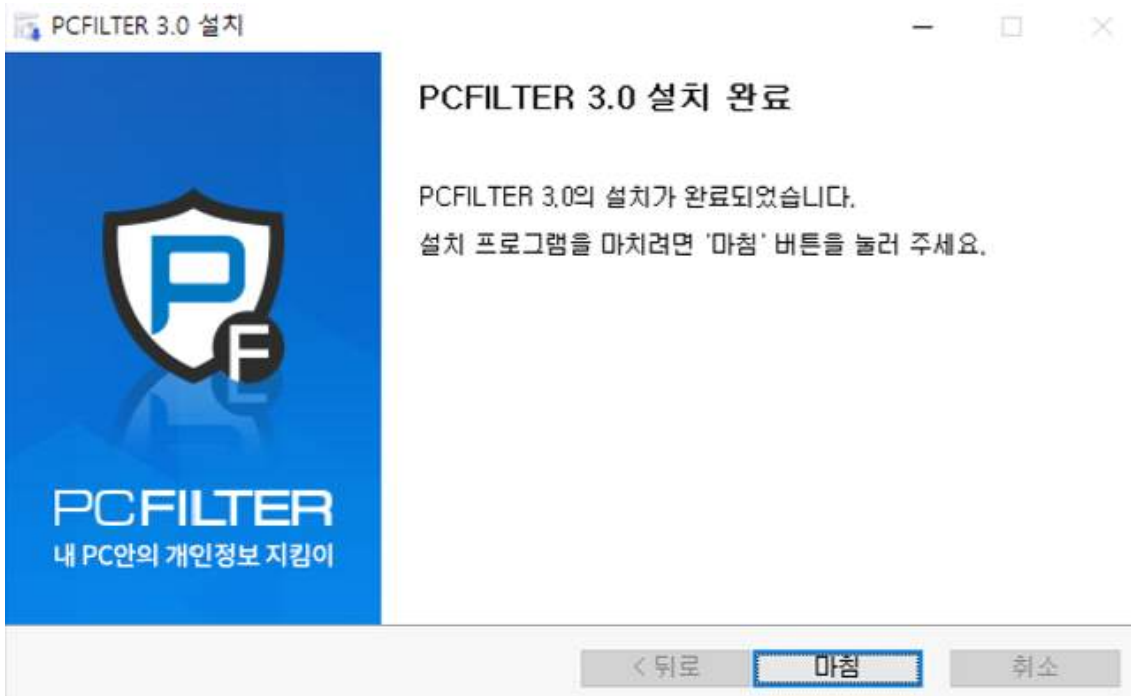 PCFILTER 3.0 설치
PCFILTER 3.0 설치 완료
PCFILTER 3.0의 설치가 완료되었습니다.
설치 프로그램을 마치려면 '마침' 버튼을 눌러 주세요.
P
F
PCFILTER
내 PC안의 개인정보 지킴이
< 뒤로
마침
취소